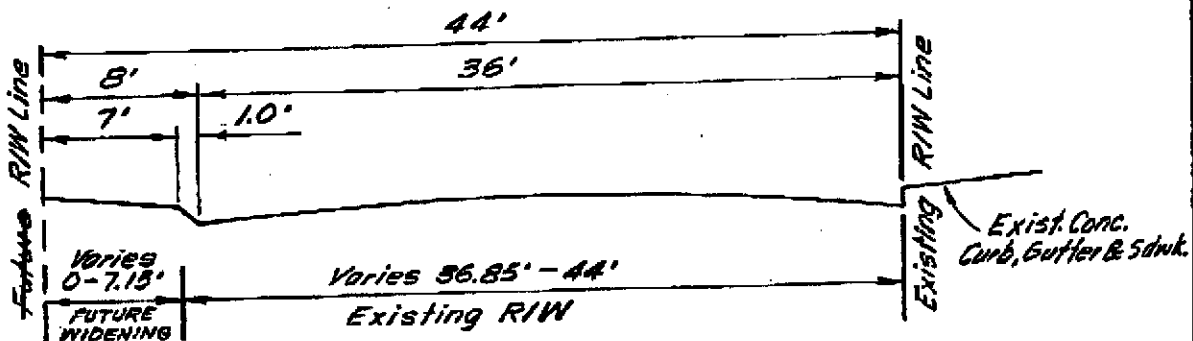 44'
8'
36'
7'
1.0'
Future R/W Line
Existing R/W Line
Exist. Conc.
Curb, Gutter & Sdwk.
Varies
0-7.15'
FUTURE
WIDENING
Varies 36.85'-44'
Existing R/W